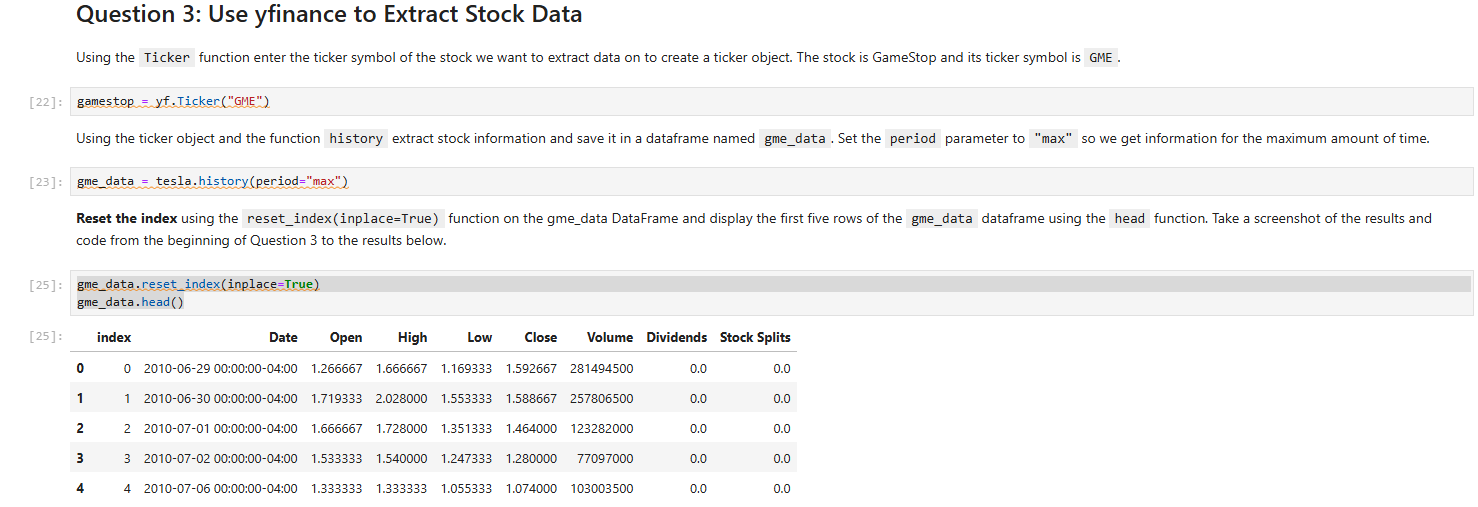 Question 3: Use yfinance to Extract Stock Data
Using the Ticker function enter the ticker symbol of the stock we want to extract data on to create a ticker object. The stock is GameStop and its ticker symbol is GME .
[22]: gamestop = yf.Ticker("GME")
Using the ticker object and the function history extract stock information and save it in a dataframe named gme_data . Set the period parameter to "max" so we get information for the maximum amount of time.
[23]: gme_data = tesla.history(period="max")
Reset the index using the reset_index(inplace=True) function on the gme_data DataFrame and display the first five rows of the gme_data dataframe using the head function. Take a screenshot of the results and
code from the beginning of Question 3 to the results below.
[25]: gme_data.reset_index(inplace=True)
gme_data.head()
[25]: index Date Open High Low Close Volume Dividends Stock Splits
0 0 2010-06-29 00:00:00-04:00 1.266667 1.666667 1.169333 1.592667 281494500 0.0 0.0
1 1 2010-06-30 00:00:00-04:00 1.719333 2.028000 1.553333 1.588667 257806500 0.0 0.0
2 2 2010-07-01 00:00:00-04:00 1.666667 1.728000 1.351333 1.464000 123282000 0.0 0.0
3 3 2010-07-02 00:00:00-04:00 1.533333 1.540000 1.247333 1.280000 77097000 0.0 0.0
4 4 2010-07-06 00:00:00-04:00 1.333333 1.333333 1.055333 1.074000 103003500 0.0 0.0